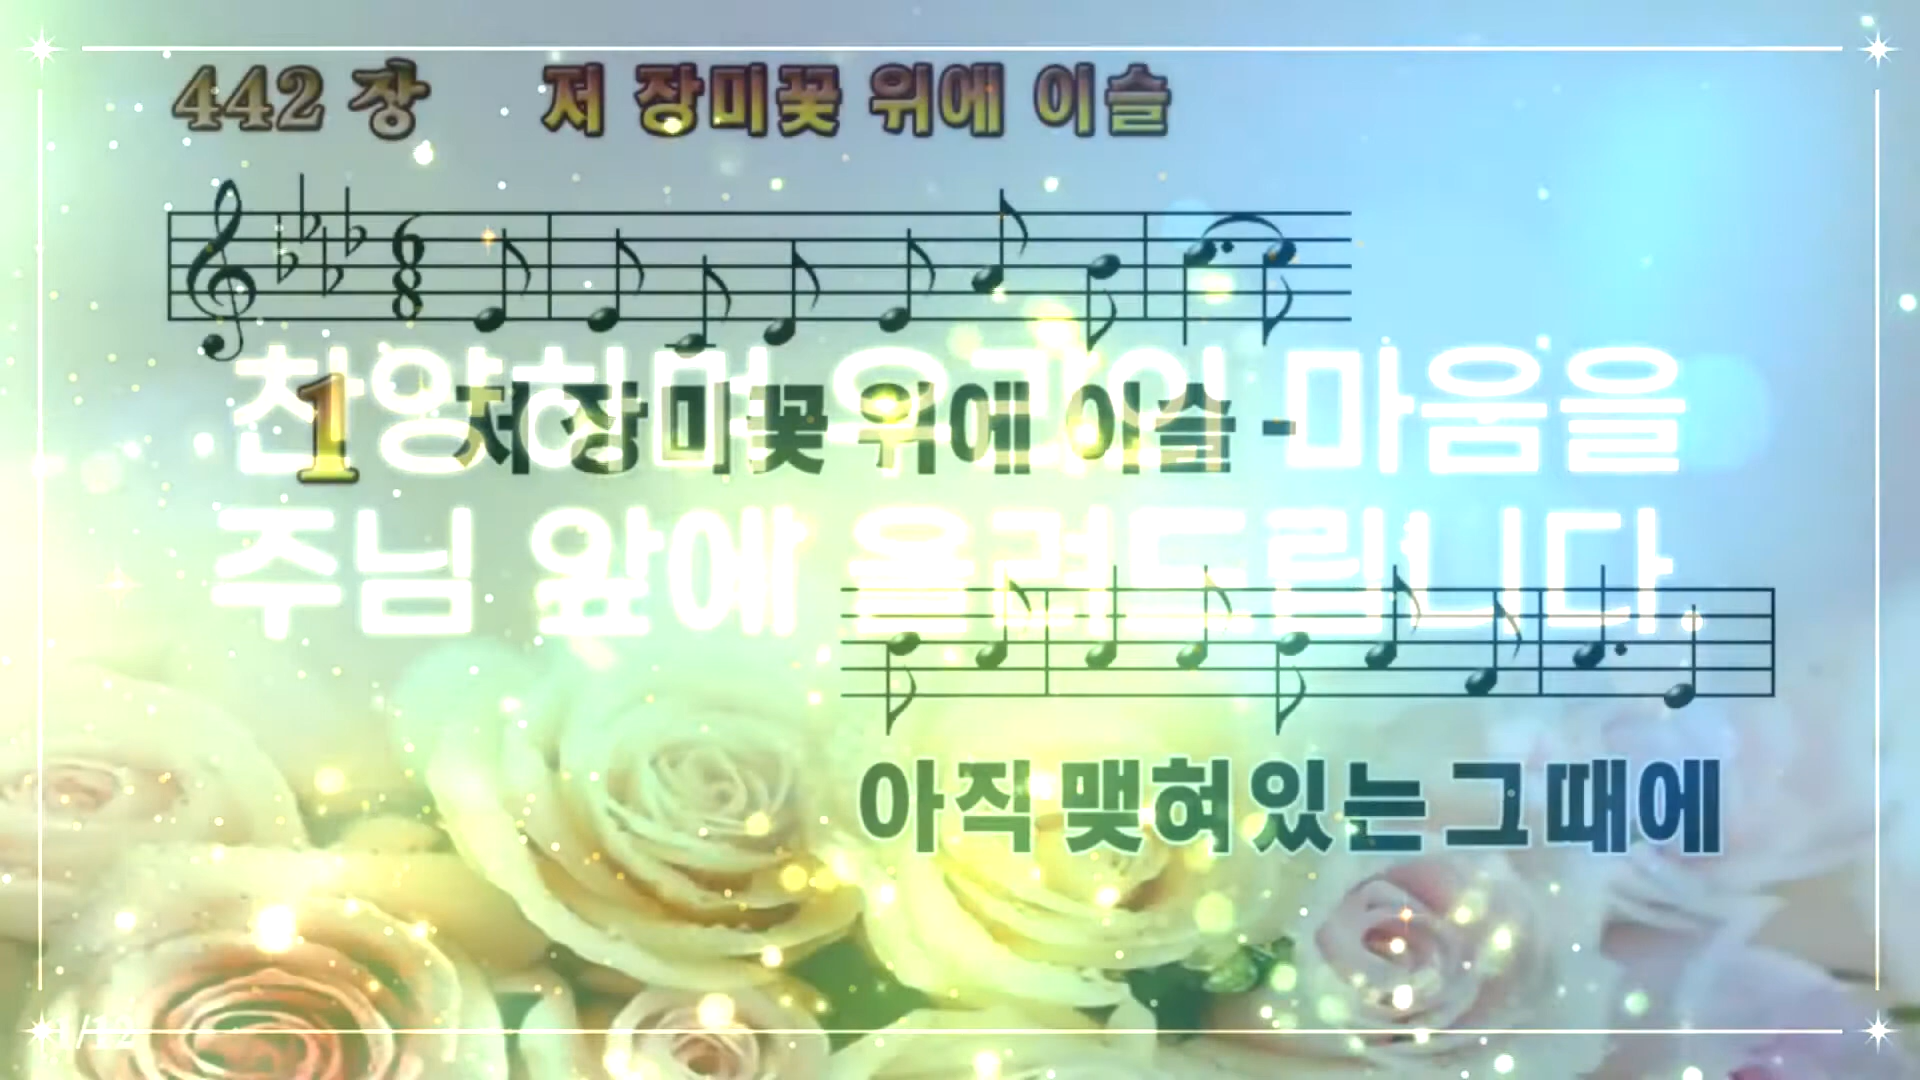 442 장 저 장미꽃 위에 이슬
찬양하며 우리의 마음을
1 저 장미꽃 위에 이슬 -
주님 앞에 올려드립니다.
아직 맺혀 있는 그 때에
1/12